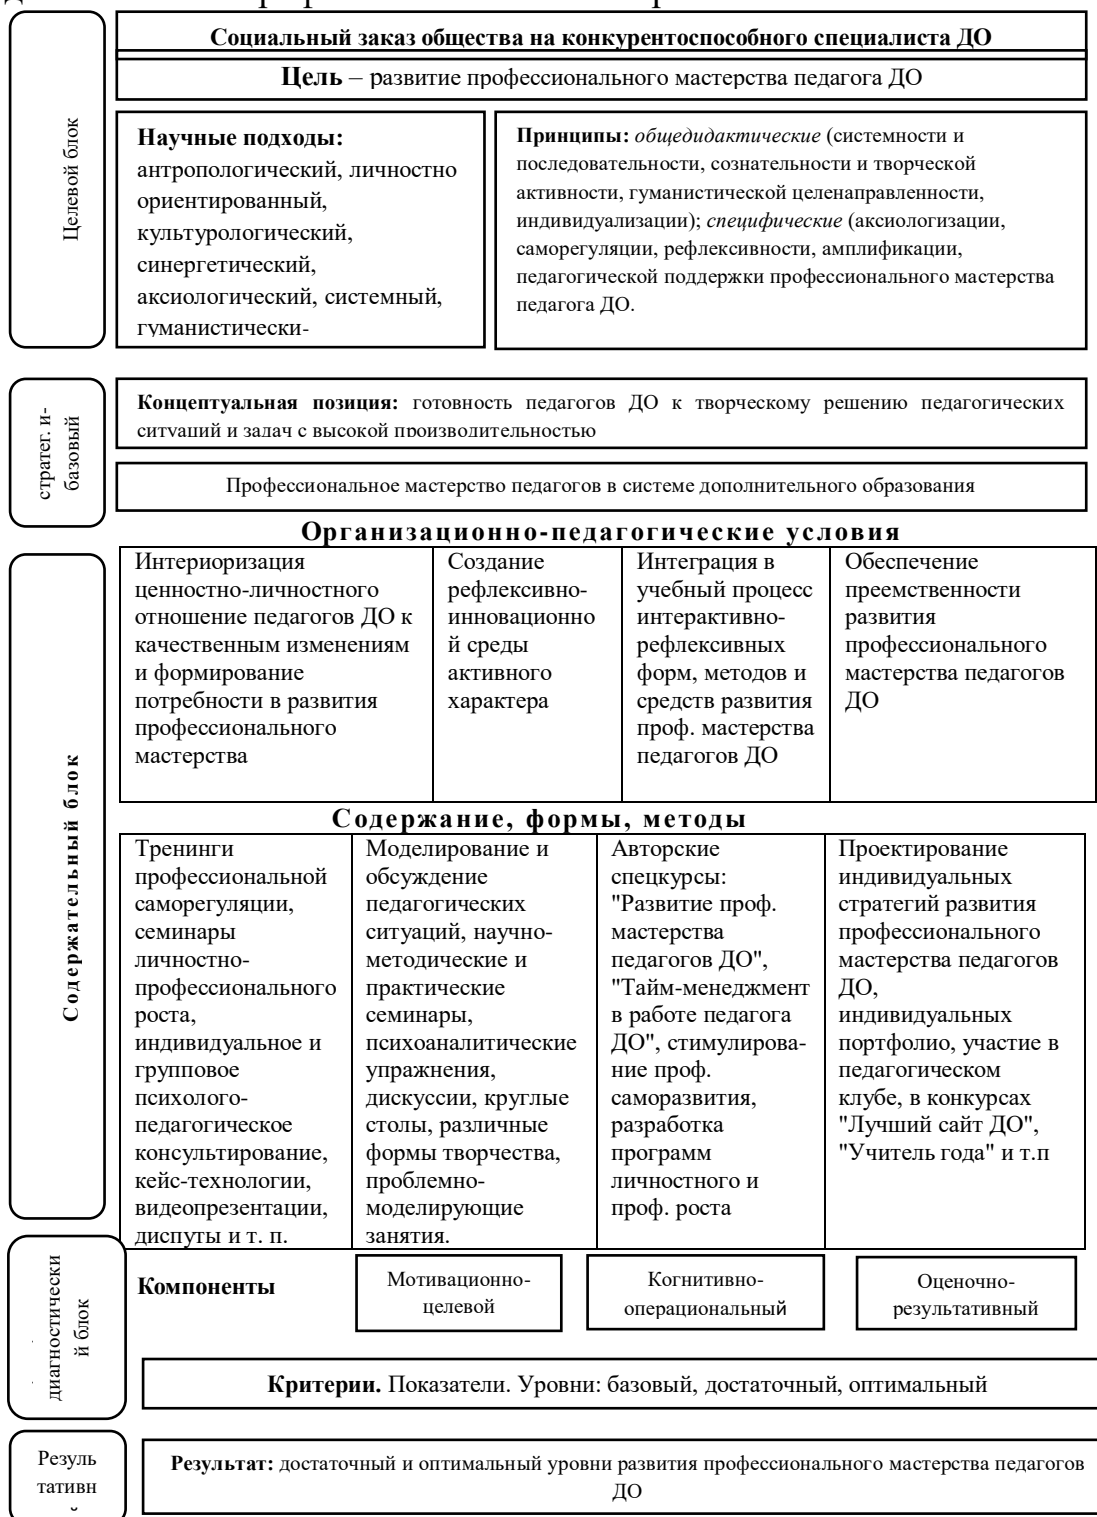 Социальный заказ общества на конкурентоспособного специалиста ДО
Цель – развитие профессионального мастерства педагога ДО
Целевой блок
Научные подходы:
антропологический, личностно
ориентированный,
культурологический,
синергетический,
аксиологический, системный,
гуманистически-
Принципы: общедидактические (системности и
последовательности, сознательности и творческой
активности, гуманистической целенаправленности,
индивидуализации); специфические (аксиологизации,
саморегуляции, рефлексивности, амплификации,
педагогической поддержки профессионального мастерства
педагога ДО.
стратег. и-
базовый
Концептуальная позиция: готовность педагогов ДО к творческому решению педагогических
ситуаций и задач с высокой производительностью
Профессиональное мастерство педагогов в системе дополнительного образования
Организационно-педагогические условия
Содержательный блок
Интериоризация
ценностно-личностного
отношение педагогов ДО к
качественным изменениям
и формирование
потребности в развития
профессионального
мастерства
Создание
рефлексивно-
инновационно
й среды
активного
характера
Интеграция в
учебный процесс
интерактивно-
рефлексивных
форм, методов и
средств развития
проф. мастерства
педагогов ДО
Обеспечение
преемственности
развития
профессионального
мастерства педагогов
ДО
Содержание, формы, методы
Тренинги
профессиональной
саморегуляции,
семинары
личностно-
профессионального
роста,
индивидуальное и
групповое
психолого-
педагогическое
консультирование,
кейс-технологии,
видеопрезентации,
диспуты и т. п.
Моделирование и
обсуждение
педагогических
ситуаций, научно-
методические и
практические
семинары,
психоаналитические
упражнения,
дискуссии, круглые
столы, различные
формы творчества,
проблемно-
моделирующие
занятия.
Авторские
спецкурсы:
"Развитие проф.
мастерства
педагогов ДО",
"Тайм-менеджмент
в работе педагога
ДО", стимулирова-
ние проф.
саморазвития,
разработка
программ
личностного и
проф. роста
Проектирование
индивидуальных
стратегий развития
профессионального
мастерства педагогов
ДО,
индивидуальных
портфолио, участие в
педагогическом
клубе, в конкурсах
"Лучший сайт ДО",
"Учитель года" и т.п
диагностически
й блок
Компоненты
Мотивационно-
целевой
Когнитивно-
операциональный
Оценочно-
результативный
Критерии. Показатели. Уровни: базовый, достаточный, оптимальный
Резуль
тативн
Результат: достаточный и оптимальный уровни развития профессионального мастерства педагогов
ДО